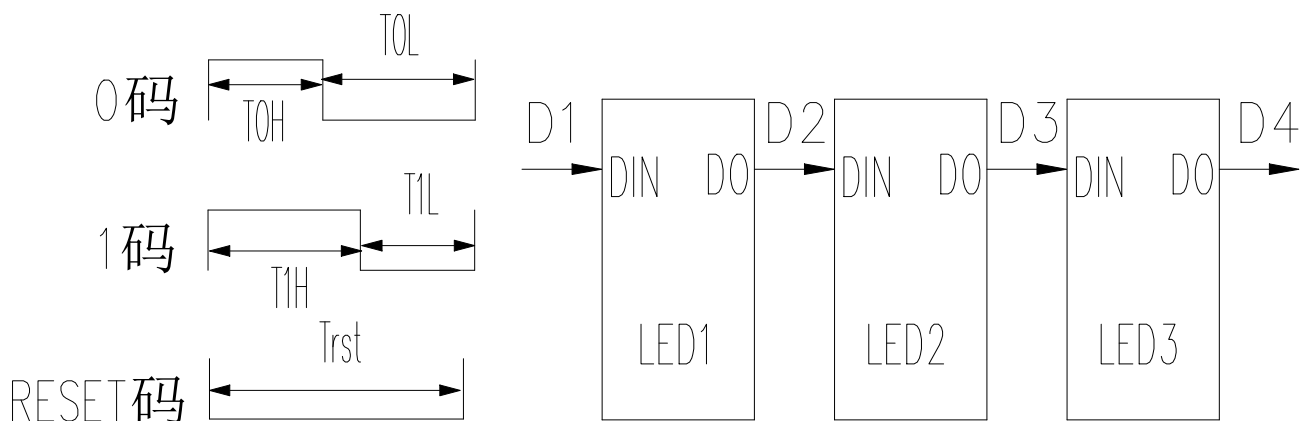 0码
T0H
T0L
1码
T1H
T1L
RESET码
Trst
D1
DIN DO
LED1
D2
DIN DO
LED2
D3
DIN DO
LED3
D4